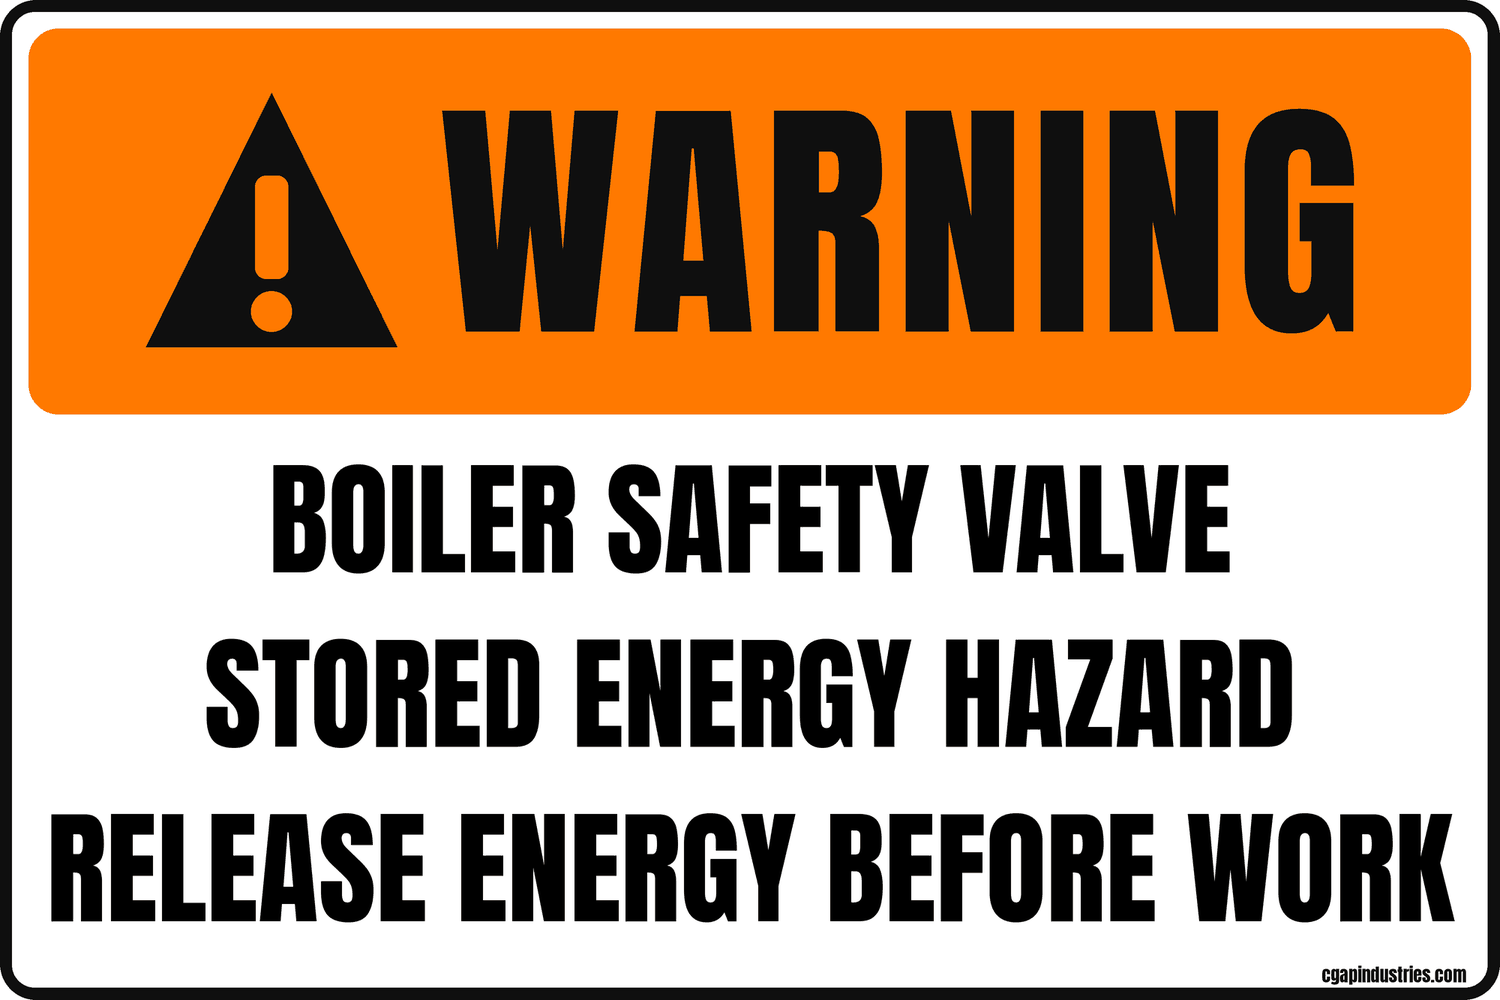 WARNING
BOILER SAFETY VALVE
STORED ENERGY HAZARD
RELEASE ENERGY BEFORE WORK
cgapindustries.com